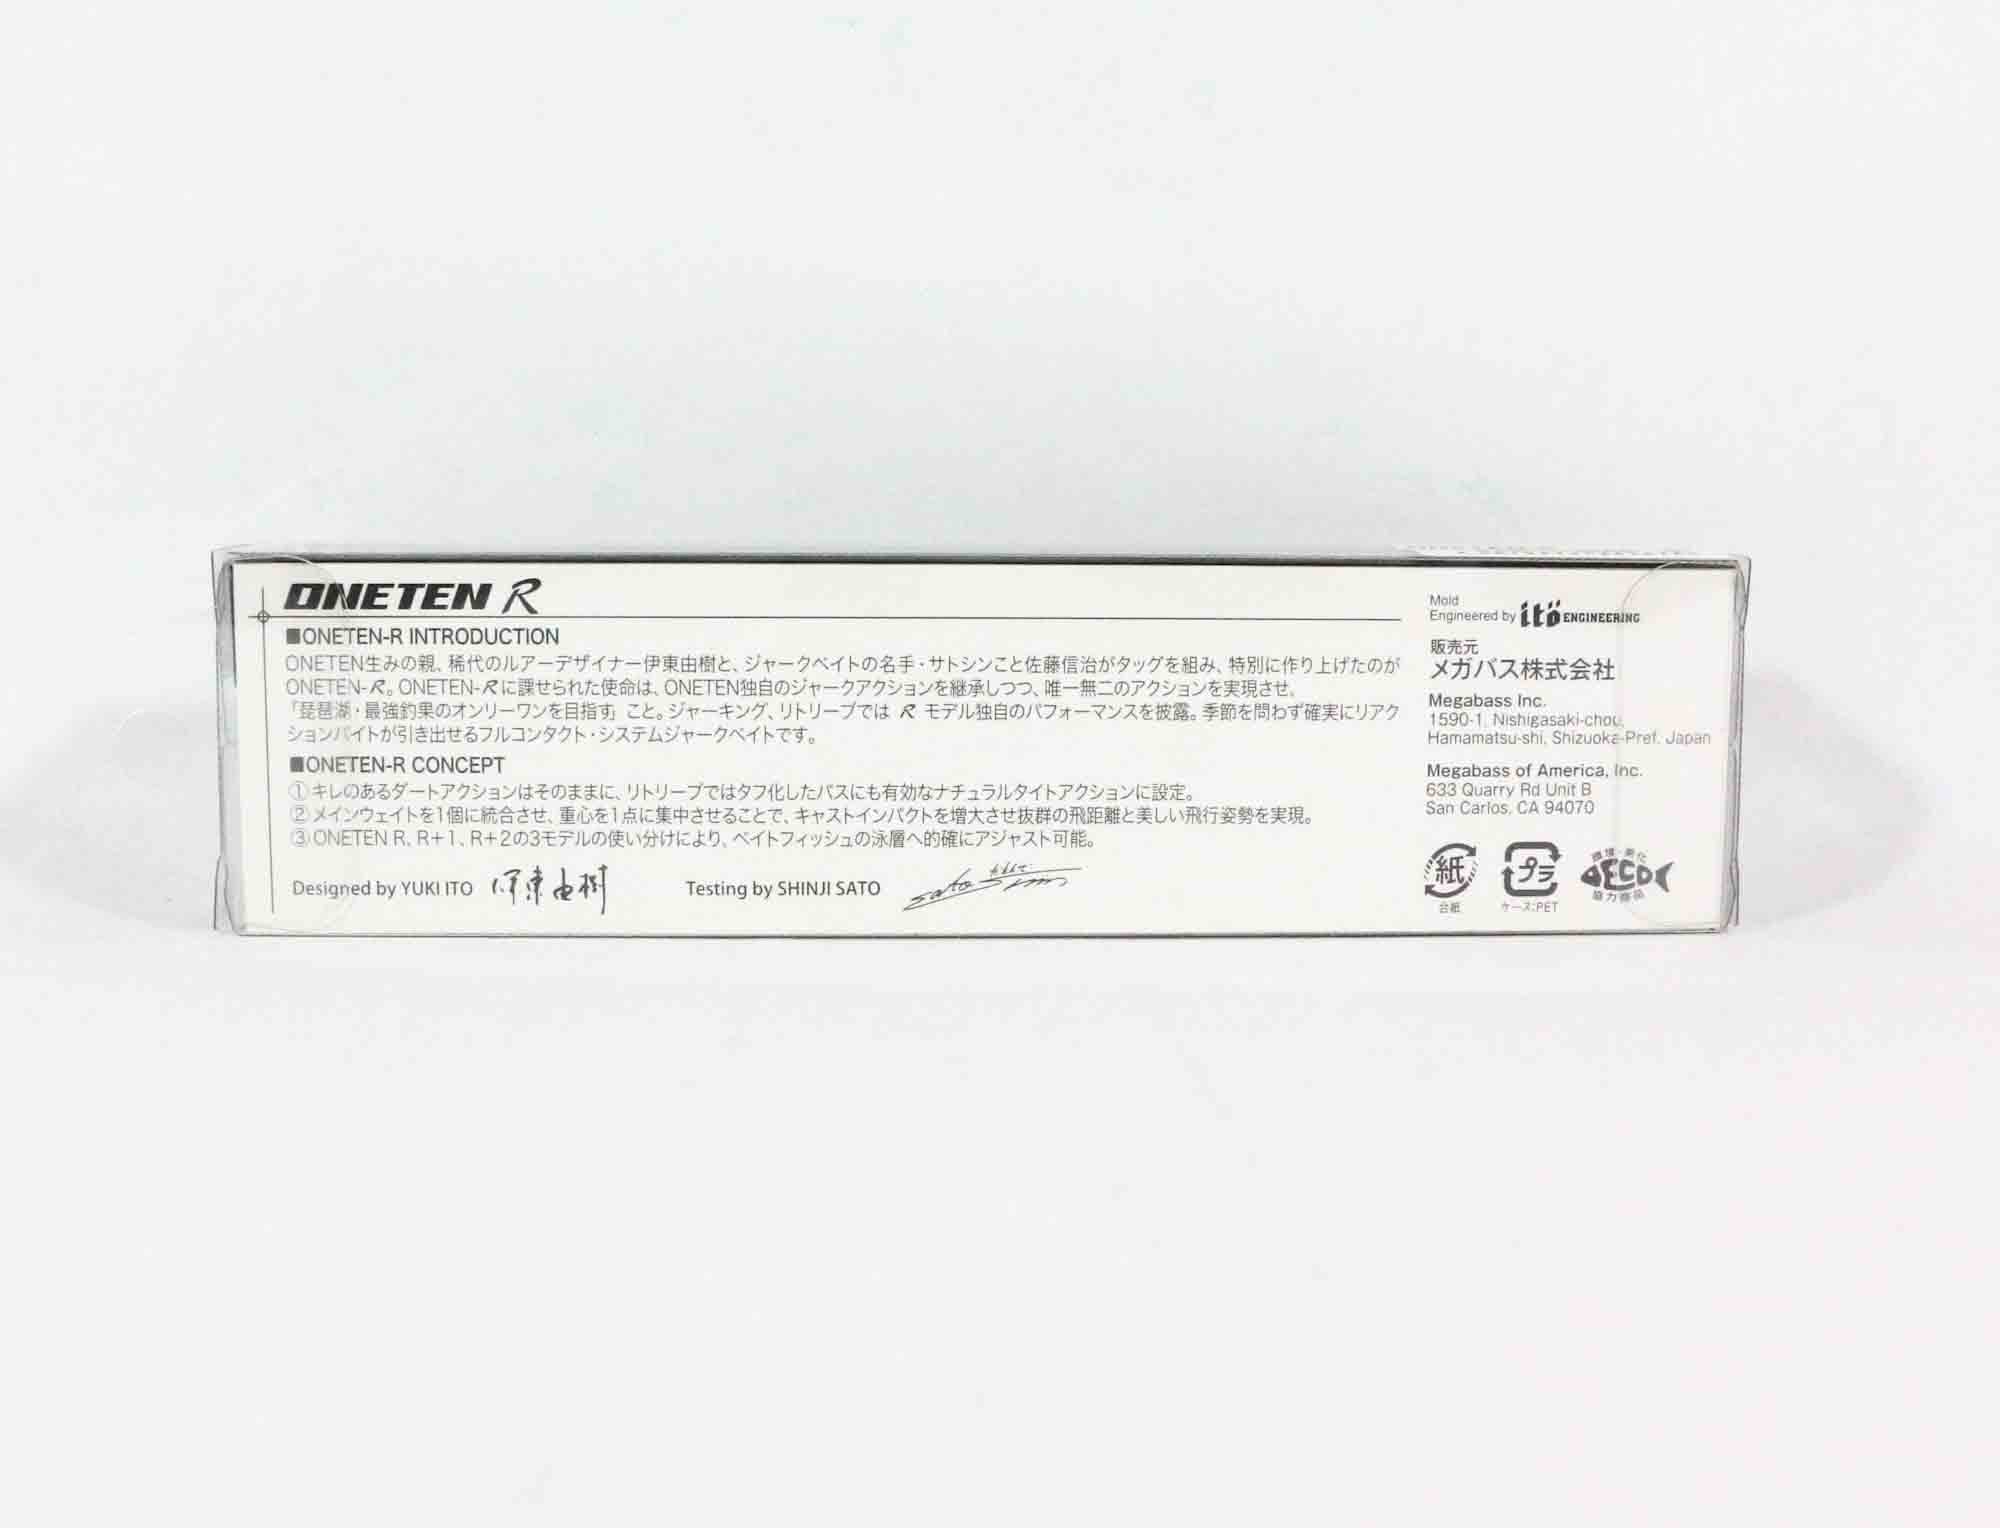 ONETEN R
■ONETEN-R INTRODUCTION
ONETEN生みの親、稀代のルアーデザイナー伊東由樹と、ジャークベイトの名手・サトシンこと佐藤信治がタッグを組み、特別に作り上げたのが
ONETEN-R。ONETEN-Rに課せられた使命は、ONETEN独自のジャークアクションを継承しつつ、唯一無二のアクションを実現させ、
「琵琶湖・最強釣果のオンリーワンを目指す」こと。ジャーキング、リトリーブでは R モデル独自のパフォーマンスを披露。季節を問わず確実にリアク
ションバイトが引き出せるフルコンタクト・システムジャークベイトです。
■ONETEN-R CONCEPT
①キレのあるダートアクションはそのままに、リトリーブではタフ化したバスにも有効なナチュラルタイトアクションに設定。
②メインウェイトを1個に統合させ、重心を1点に集中させることで、キャストインパクトを増大させ抜群の飛距離と美しい飛行姿勢を実現。
③ONETEN R、R+1、R+2の3モデルの使い分けにより、ベイトフィッシュの泳層へ的確にアジャスト可能。
Designed by YUKI ITO 伊東由樹
Testing by SHINJI SATO
Mold
Engineered by itö ENGINEERING
販売元
メガバス株式会社
Megabass Inc.
1590-1, Nishigasaki-chou,
Hamamatsu-shi, Shizuoka-Pref. Japan
Megabass of America, Inc.
633 Quarry Rd Unit B
San Carlos, CA 94070
紙
台紙
プラ
ケース:PET
環境・美化
ECO
協力商品